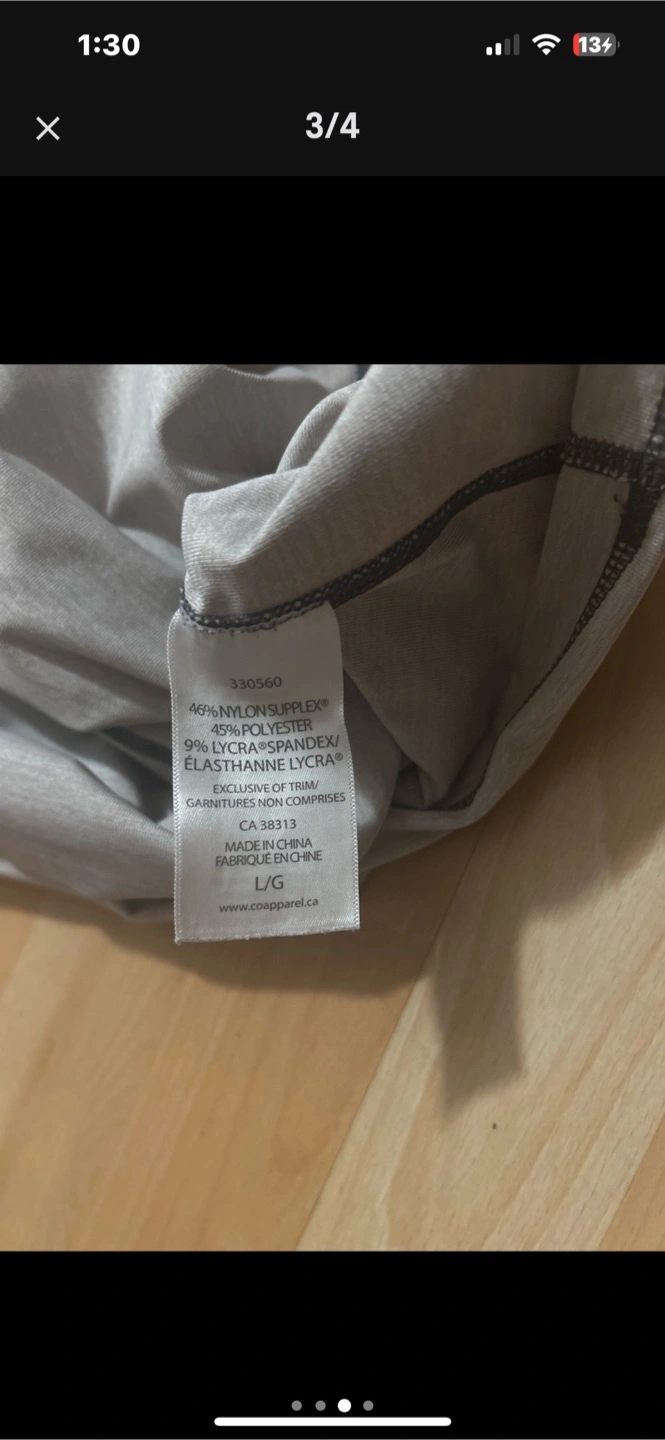 1:30
13
3/4
330560
46% NYLON SUPPLEX®
45% POLYESTER
9% LYCRA® SPANDEX/
ÉLASTHANNE LYCRA®
EXCLUSIVE OF TRIM/
GARNITURES NON COMPRISES
CA 38313
MADE IN CHINA
FABRIQUÉ EN CHINE
L/G
www.coapparel.ca